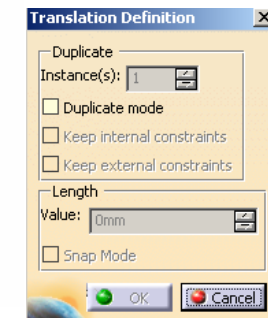 Translation Definition
Duplicate
Instance(s): 1
Duplicate mode
Keep internal constraints
Keep external constraints
Length
Value: 0mm
Snap Mode
OK Cancel